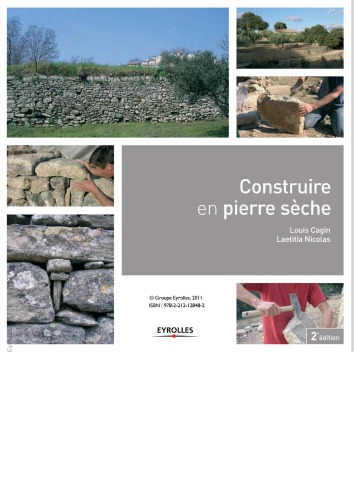 Construire
en pierre sèche
Louis Cagin
Laetitia Nicolas
© Groupe Eyrolles, 2011
ISBN : 978-2-212-12848-2
EYROLLES
2e édition